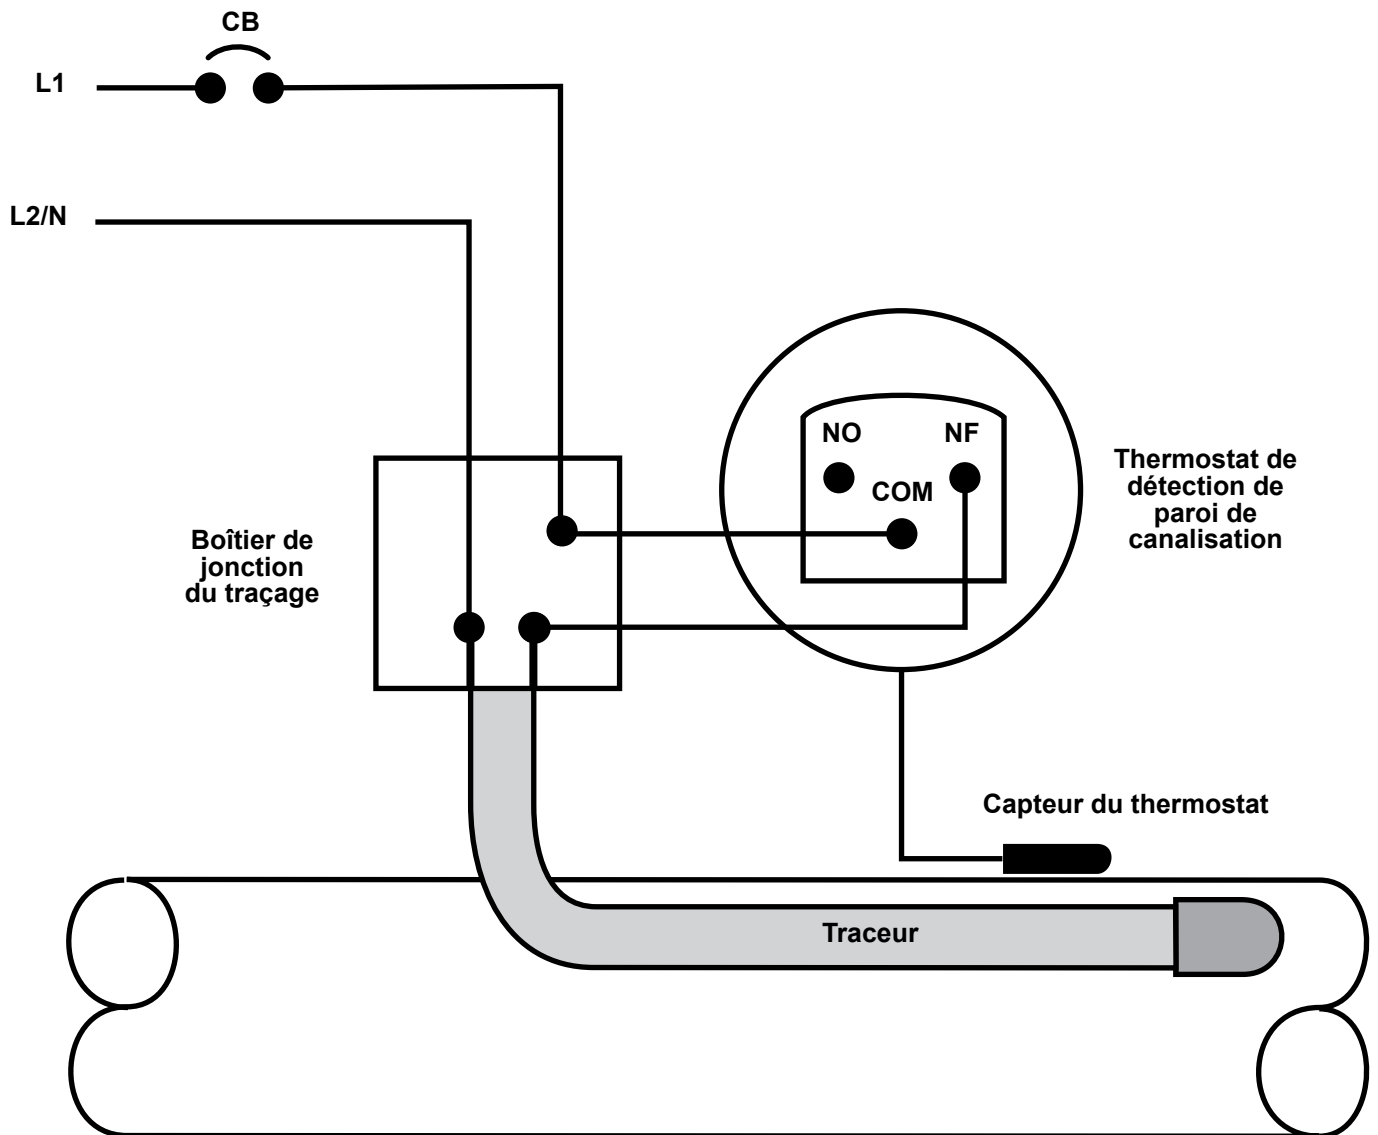 CB
L1
L2/N
NO
NF
COM
Thermostat de
détection de
paroi de
canalisation
Boîtier de
jonction
du traçage
Capteur du thermostat
Traceur